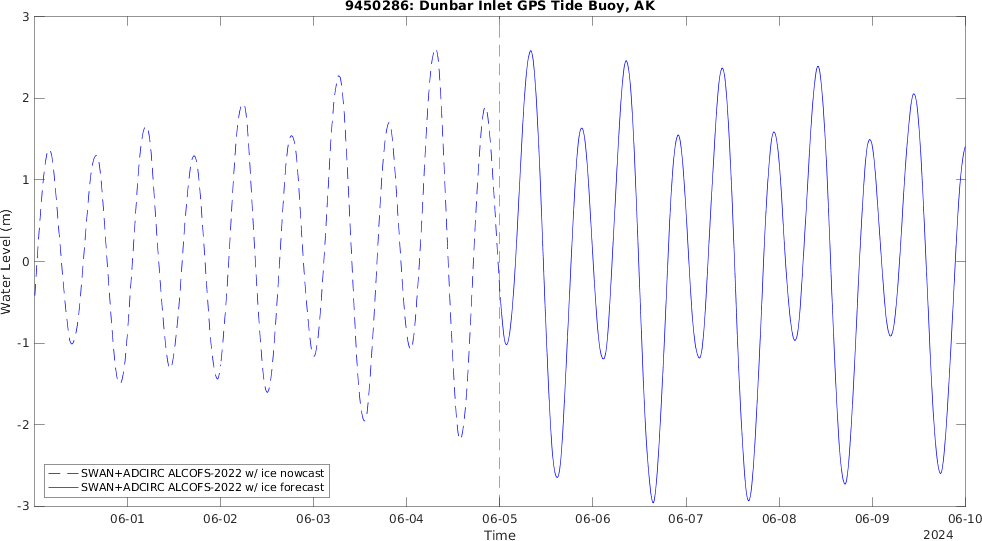 9450286: Dunbar Inlet GPS Tide Buoy, AK
3
2
1
0
-1
-2
-3
Water Level (m)
SWAN+ADCIRC ALCOFS-2022 w/ ice nowcast
SWAN+ADCIRC ALCOFS-2022 w/ ice forecast
06-01 06-02 06-03 06-04 06-05 06-06 06-07 06-08 06-09 06-10
Time
2024